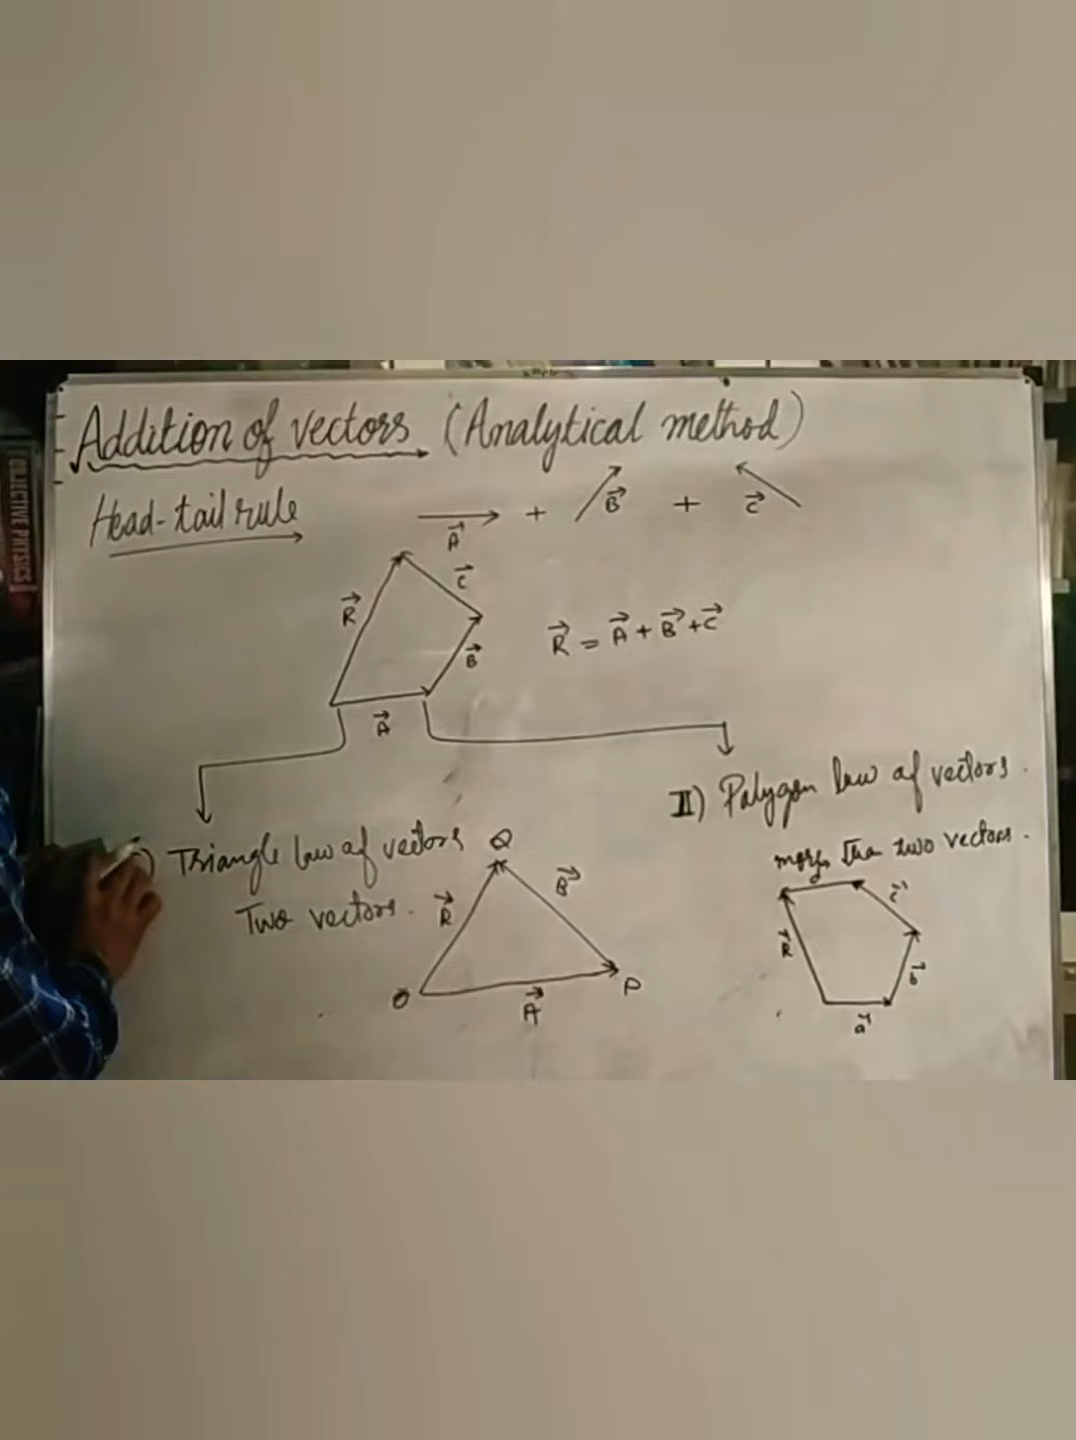 Addition of vectors (Analytical method)
Head-tail rule
A⃗ + B⃗ + C⃗
R⃗ C⃗ B⃗ A⃗
R⃗ = A⃗ + B⃗ + C⃗
) Triangle law of vectors
Two vectors.
Q R⃗ B⃗ O A⃗ P
II) Polygon law of vectors.
more than two vectors.
c⃗ R⃗ b⃗ a⃗
OBJECTIVE PHYSICS